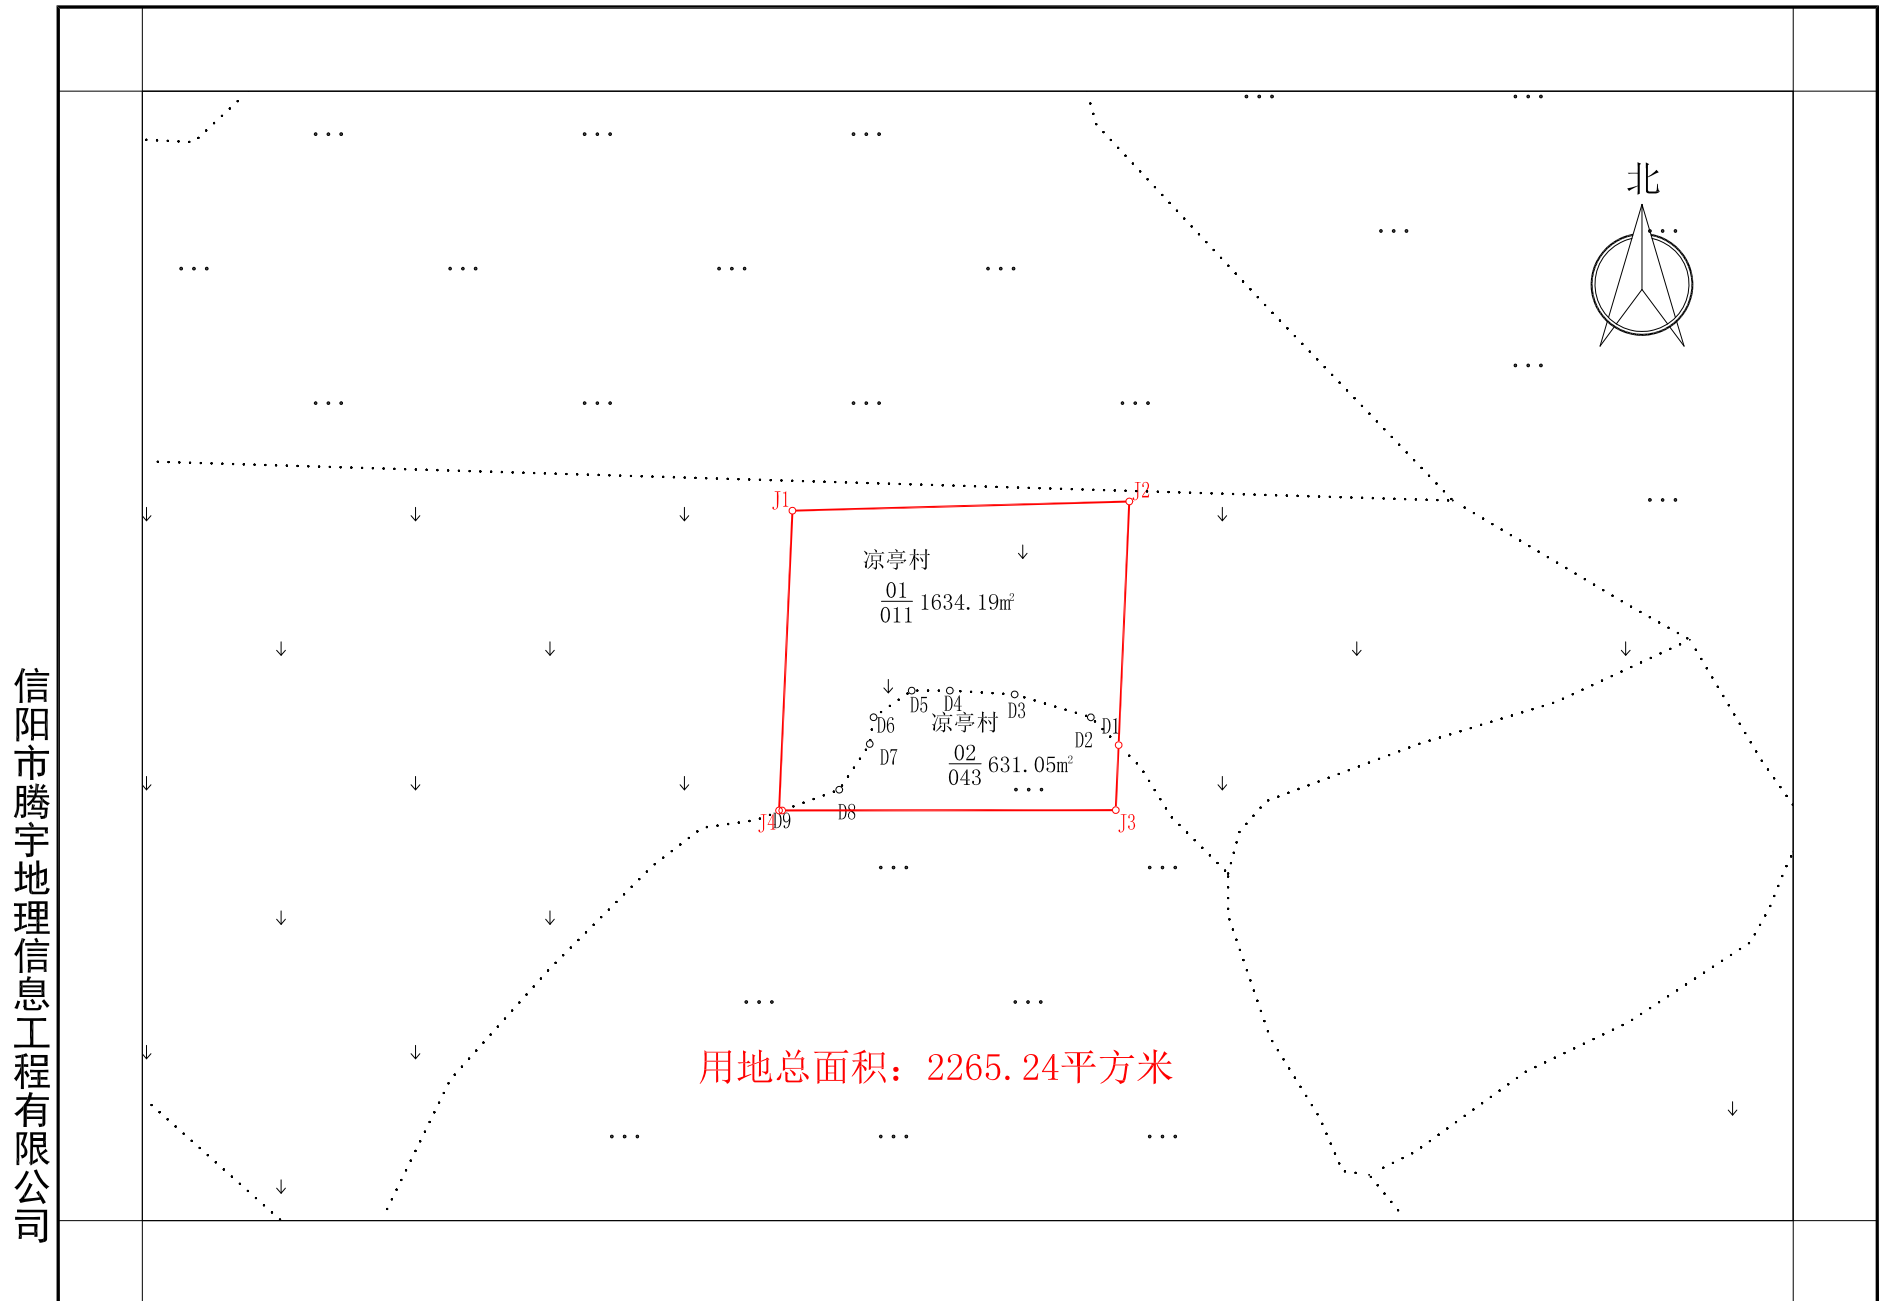 北
J1
J2
凉亭村
01
011
1634.19㎡
D5
D4
D3
D6
凉亭村
D1
D2
D7
02
043
631.05㎡
D8
J4
D9
J3
用地总面积：2265.24平方米
信阳市腾宇地理信息工程有限公司